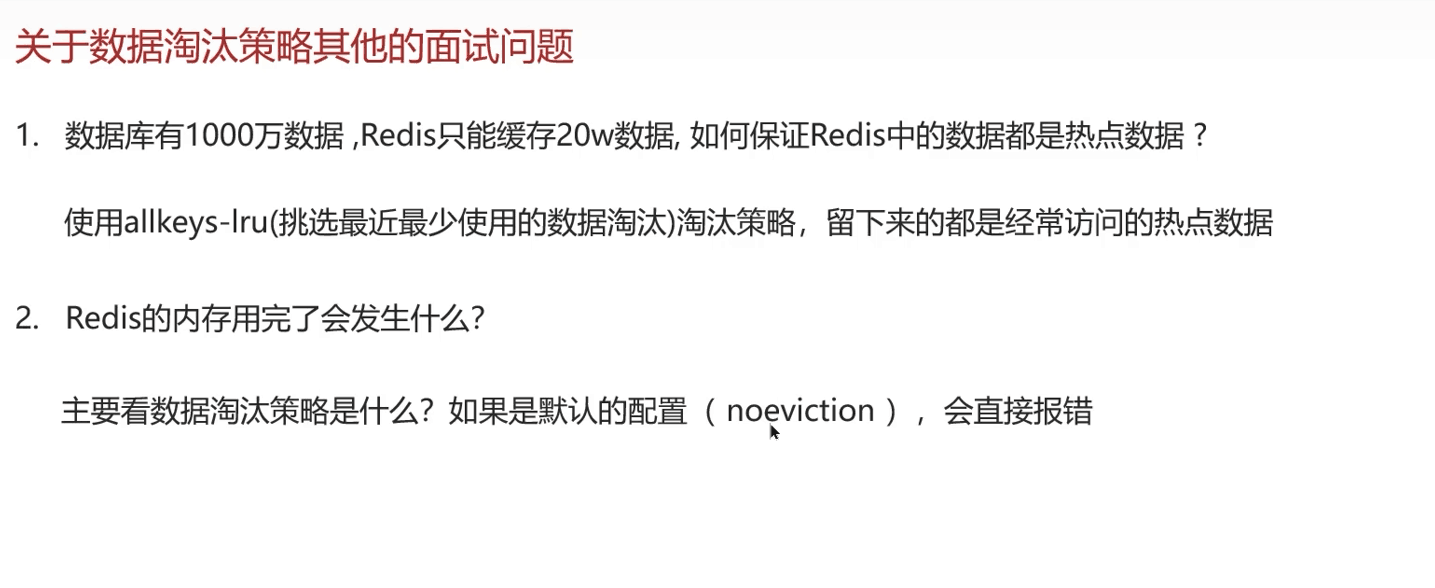 关于数据淘汰策略其他的面试问题
1. 数据库有1000万数据 ,Redis只能缓存20w数据, 如何保证Redis中的数据都是热点数据 ?
使用allkeys-lru(挑选最近最少使用的数据淘汰)淘汰策略，留下来的都是经常访问的热点数据
2. Redis的内存用完了会发生什么？
主要看数据淘汰策略是什么？如果是默认的配置（ noeviction ），会直接报错